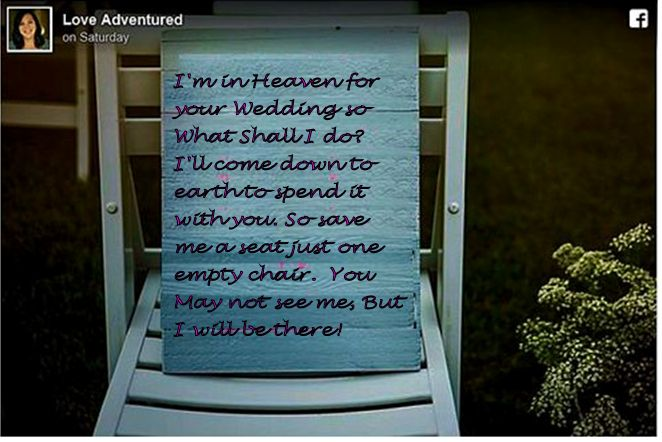 Love Adventured
on Saturday
I'm in Heaven for
your Wedding so
What Shall I do?
I'll come down to
earth to spend it
with you. So save
me a seat just one
empty chair. You
May not see me, But
I will be there!